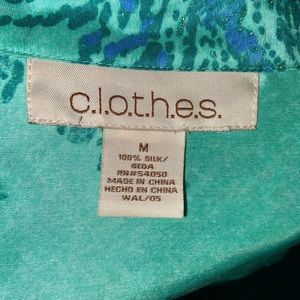 c.l.o.t.h.e.s.
M
100% SILK/
SEDA
RN#54050
MADE IN CHINA
HECHO EN CHINA
WAL/05